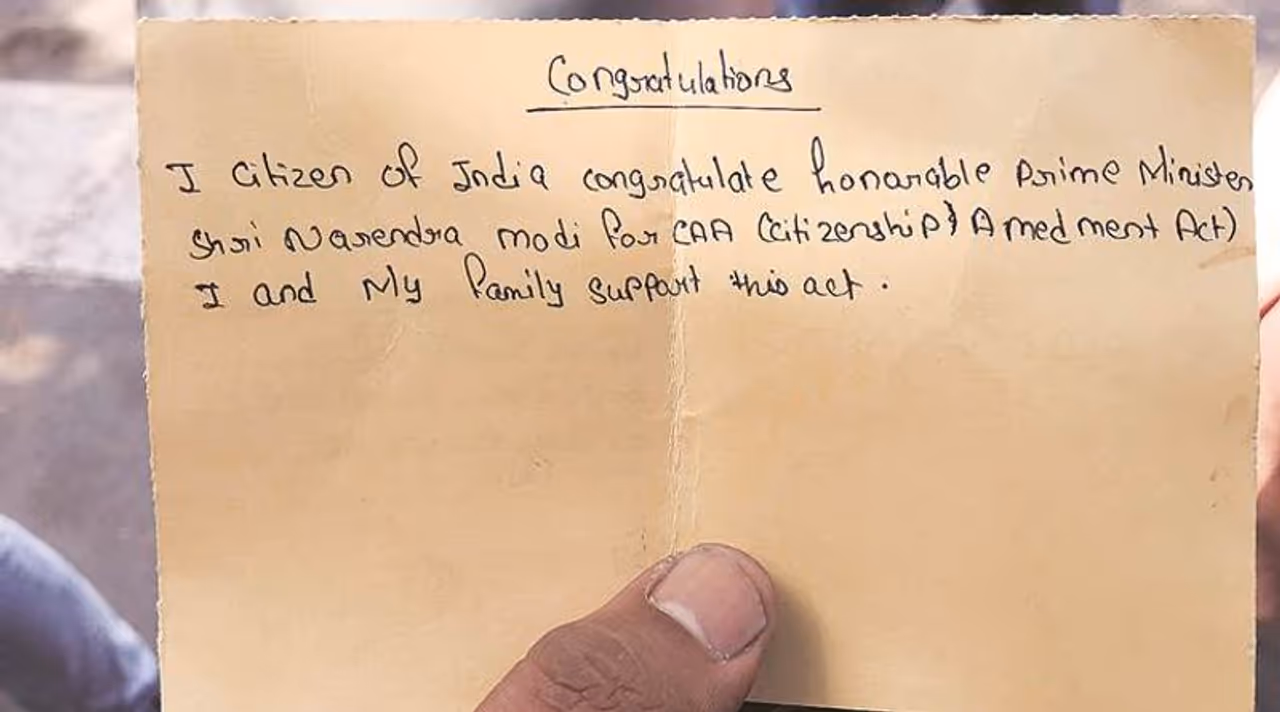 Congratulations
I citizen of India congratulate honarable Prime Minister
Shri Narendra modi for CAA (citizenship} Amedment Act)
I and My family support this act.